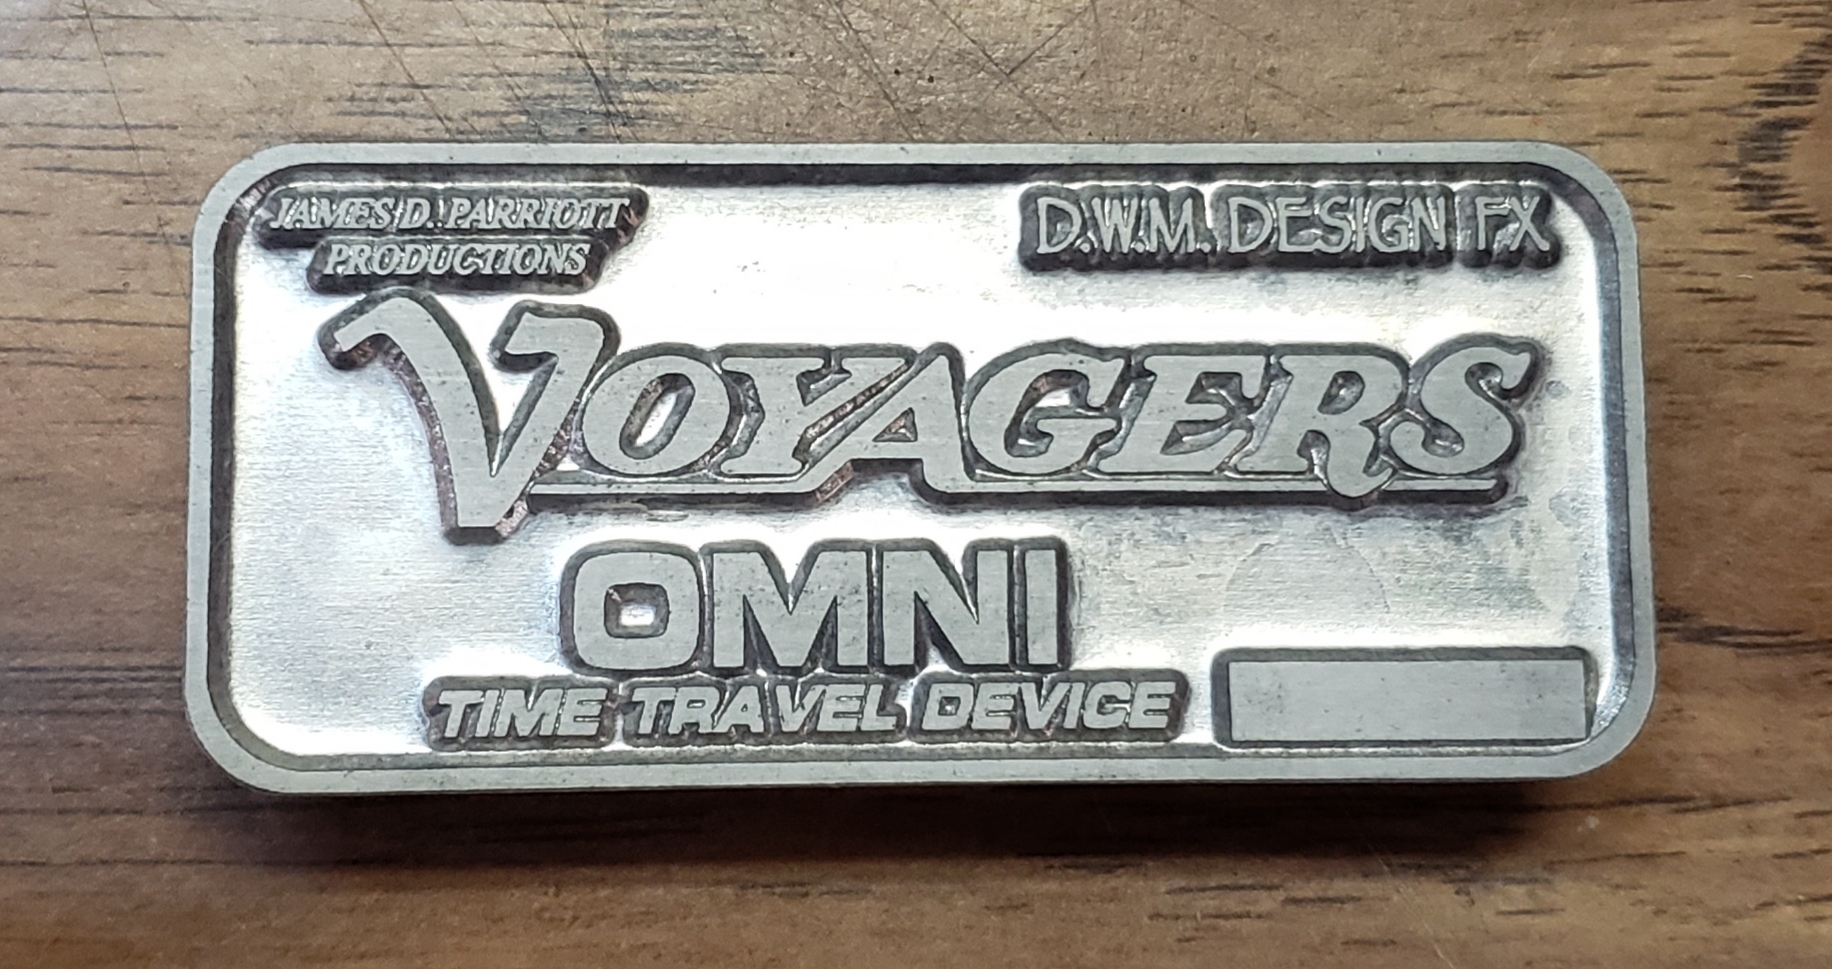 JAMES D. PARRIOTT
PRODUCTIONS
D.W.M. DESIGN FX
VOYAGERS
OMNI
TIME TRAVEL DEVICE